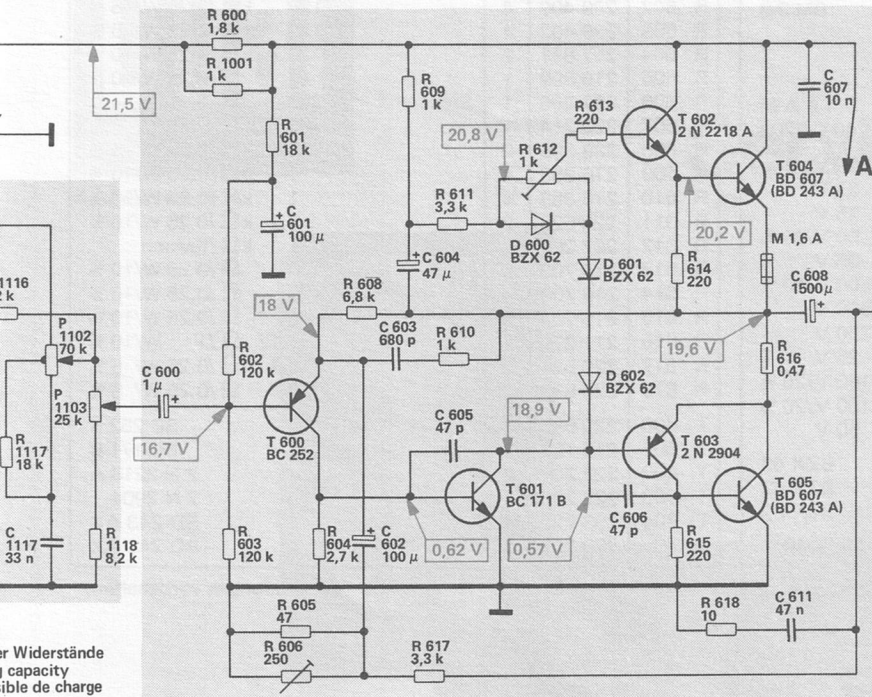 R 600
1,8 k
R 1001
1 k
21,5 V
R
601
18 k
C
601
100 µ
R
609
1 k
20,8 V
R 613
220
T 602
2 N 2218 A
C
607
10 n
R 612
1 k
T 604
BD 607
(BD 243 A)
A
R 611
3,3 k
D 600
BZX 62
20,2 V
M 1,6 A
C 604
47 µ
D 601
BZX 62
R
614
220
C 608
1500 µ
1116
2 k
P
1102
70 k
18 V
R 608
6,8 k
C 603
680 p
R 610
1 k
19,6 V
R
616
0,47
R
602
120 k
C 600
1 µ
D 602
BZX 62
P
1103
25 k
16,7 V
T 600
BC 252
C 605
47 p
18,9 V
T 603
2 N 2904
R
1117
18 k
T 601
BC 171 B
T 605
BD 607
(BD 243 A)
C 606
47 p
C
1117
33 n
R
1118
8,2 k
R
603
120 k
R
604
2,7 k
C
602
100 µ
0,62 V
0,57 V
R
615
220
R 605
47
R 606
250
R 617
3,3 k
R 618
10
C 611
47 n
er Widerstände
g capacity
sible de charge